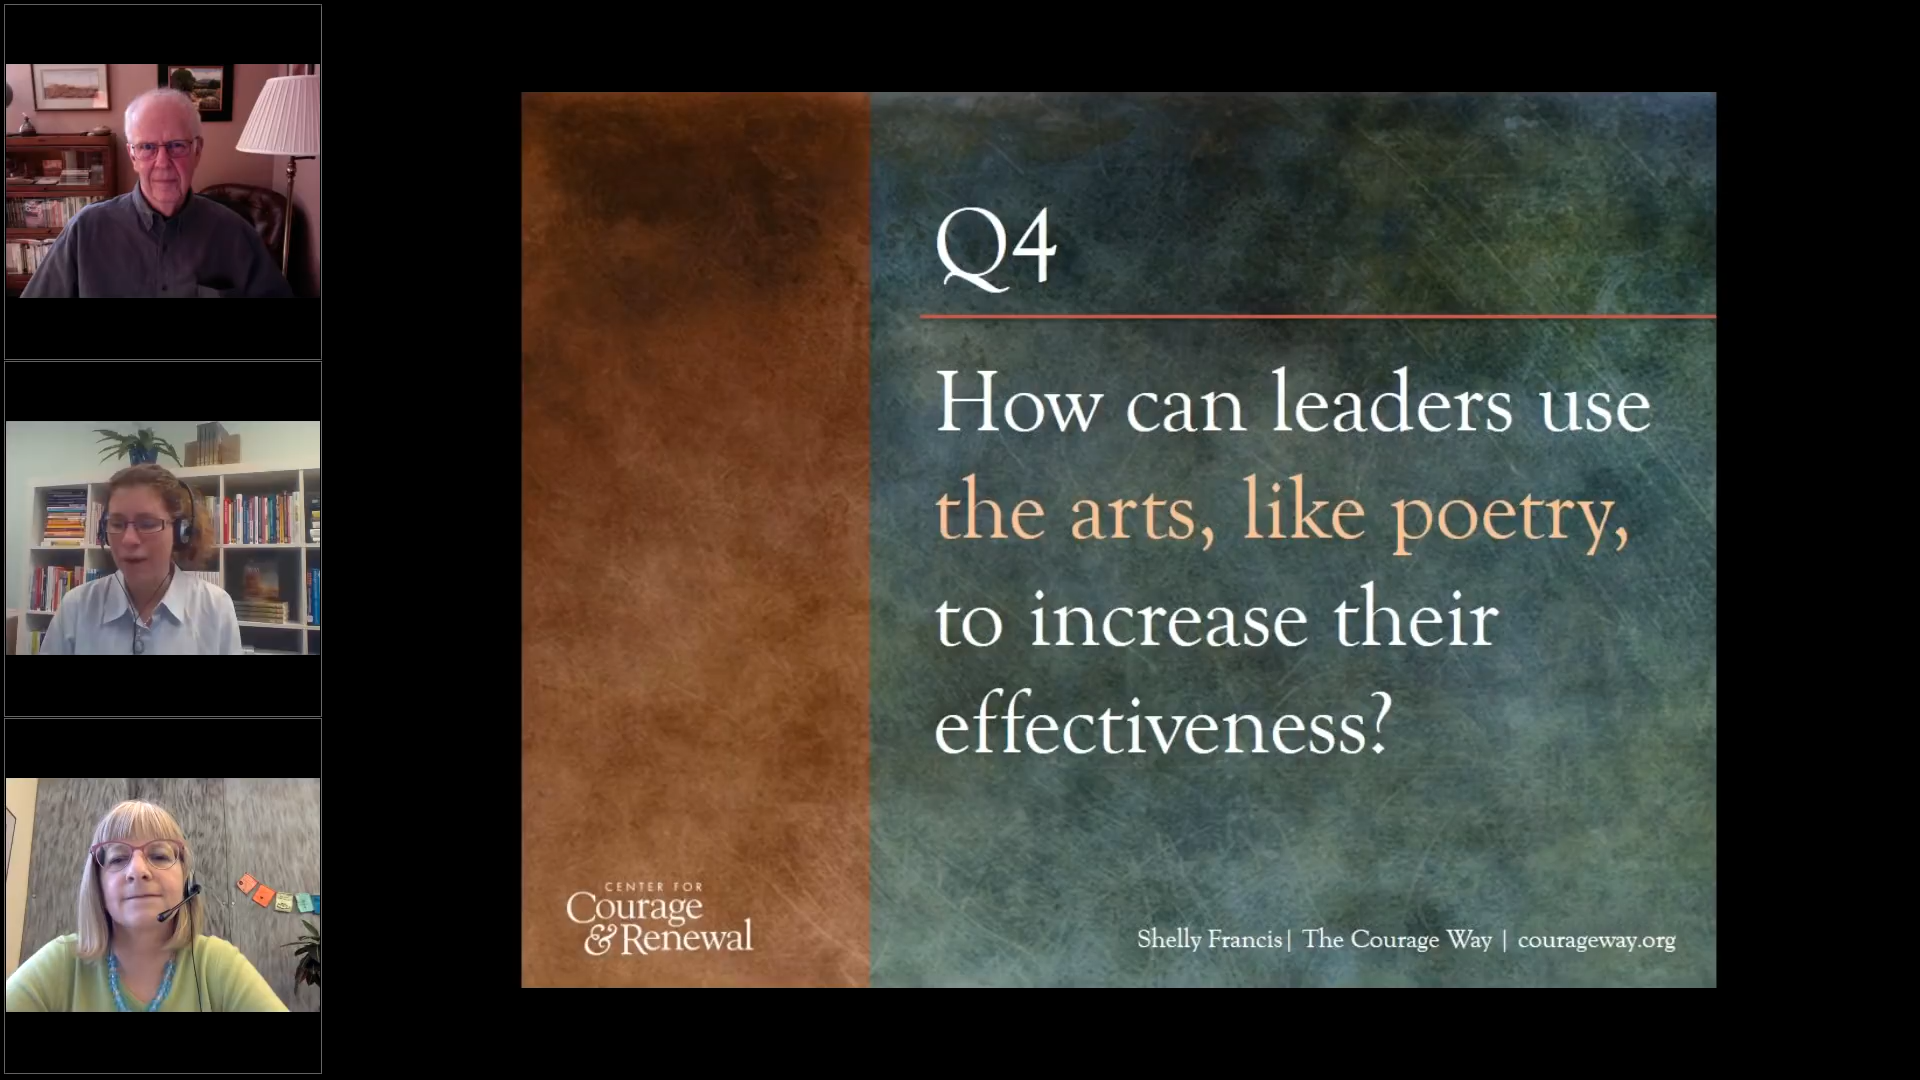 Q4
How can leaders use
the arts, like poetry,
to increase their
effectiveness?
CENTER FOR
Courage
& Renewal
Shelly Francis| The Courage Way | courageway.org